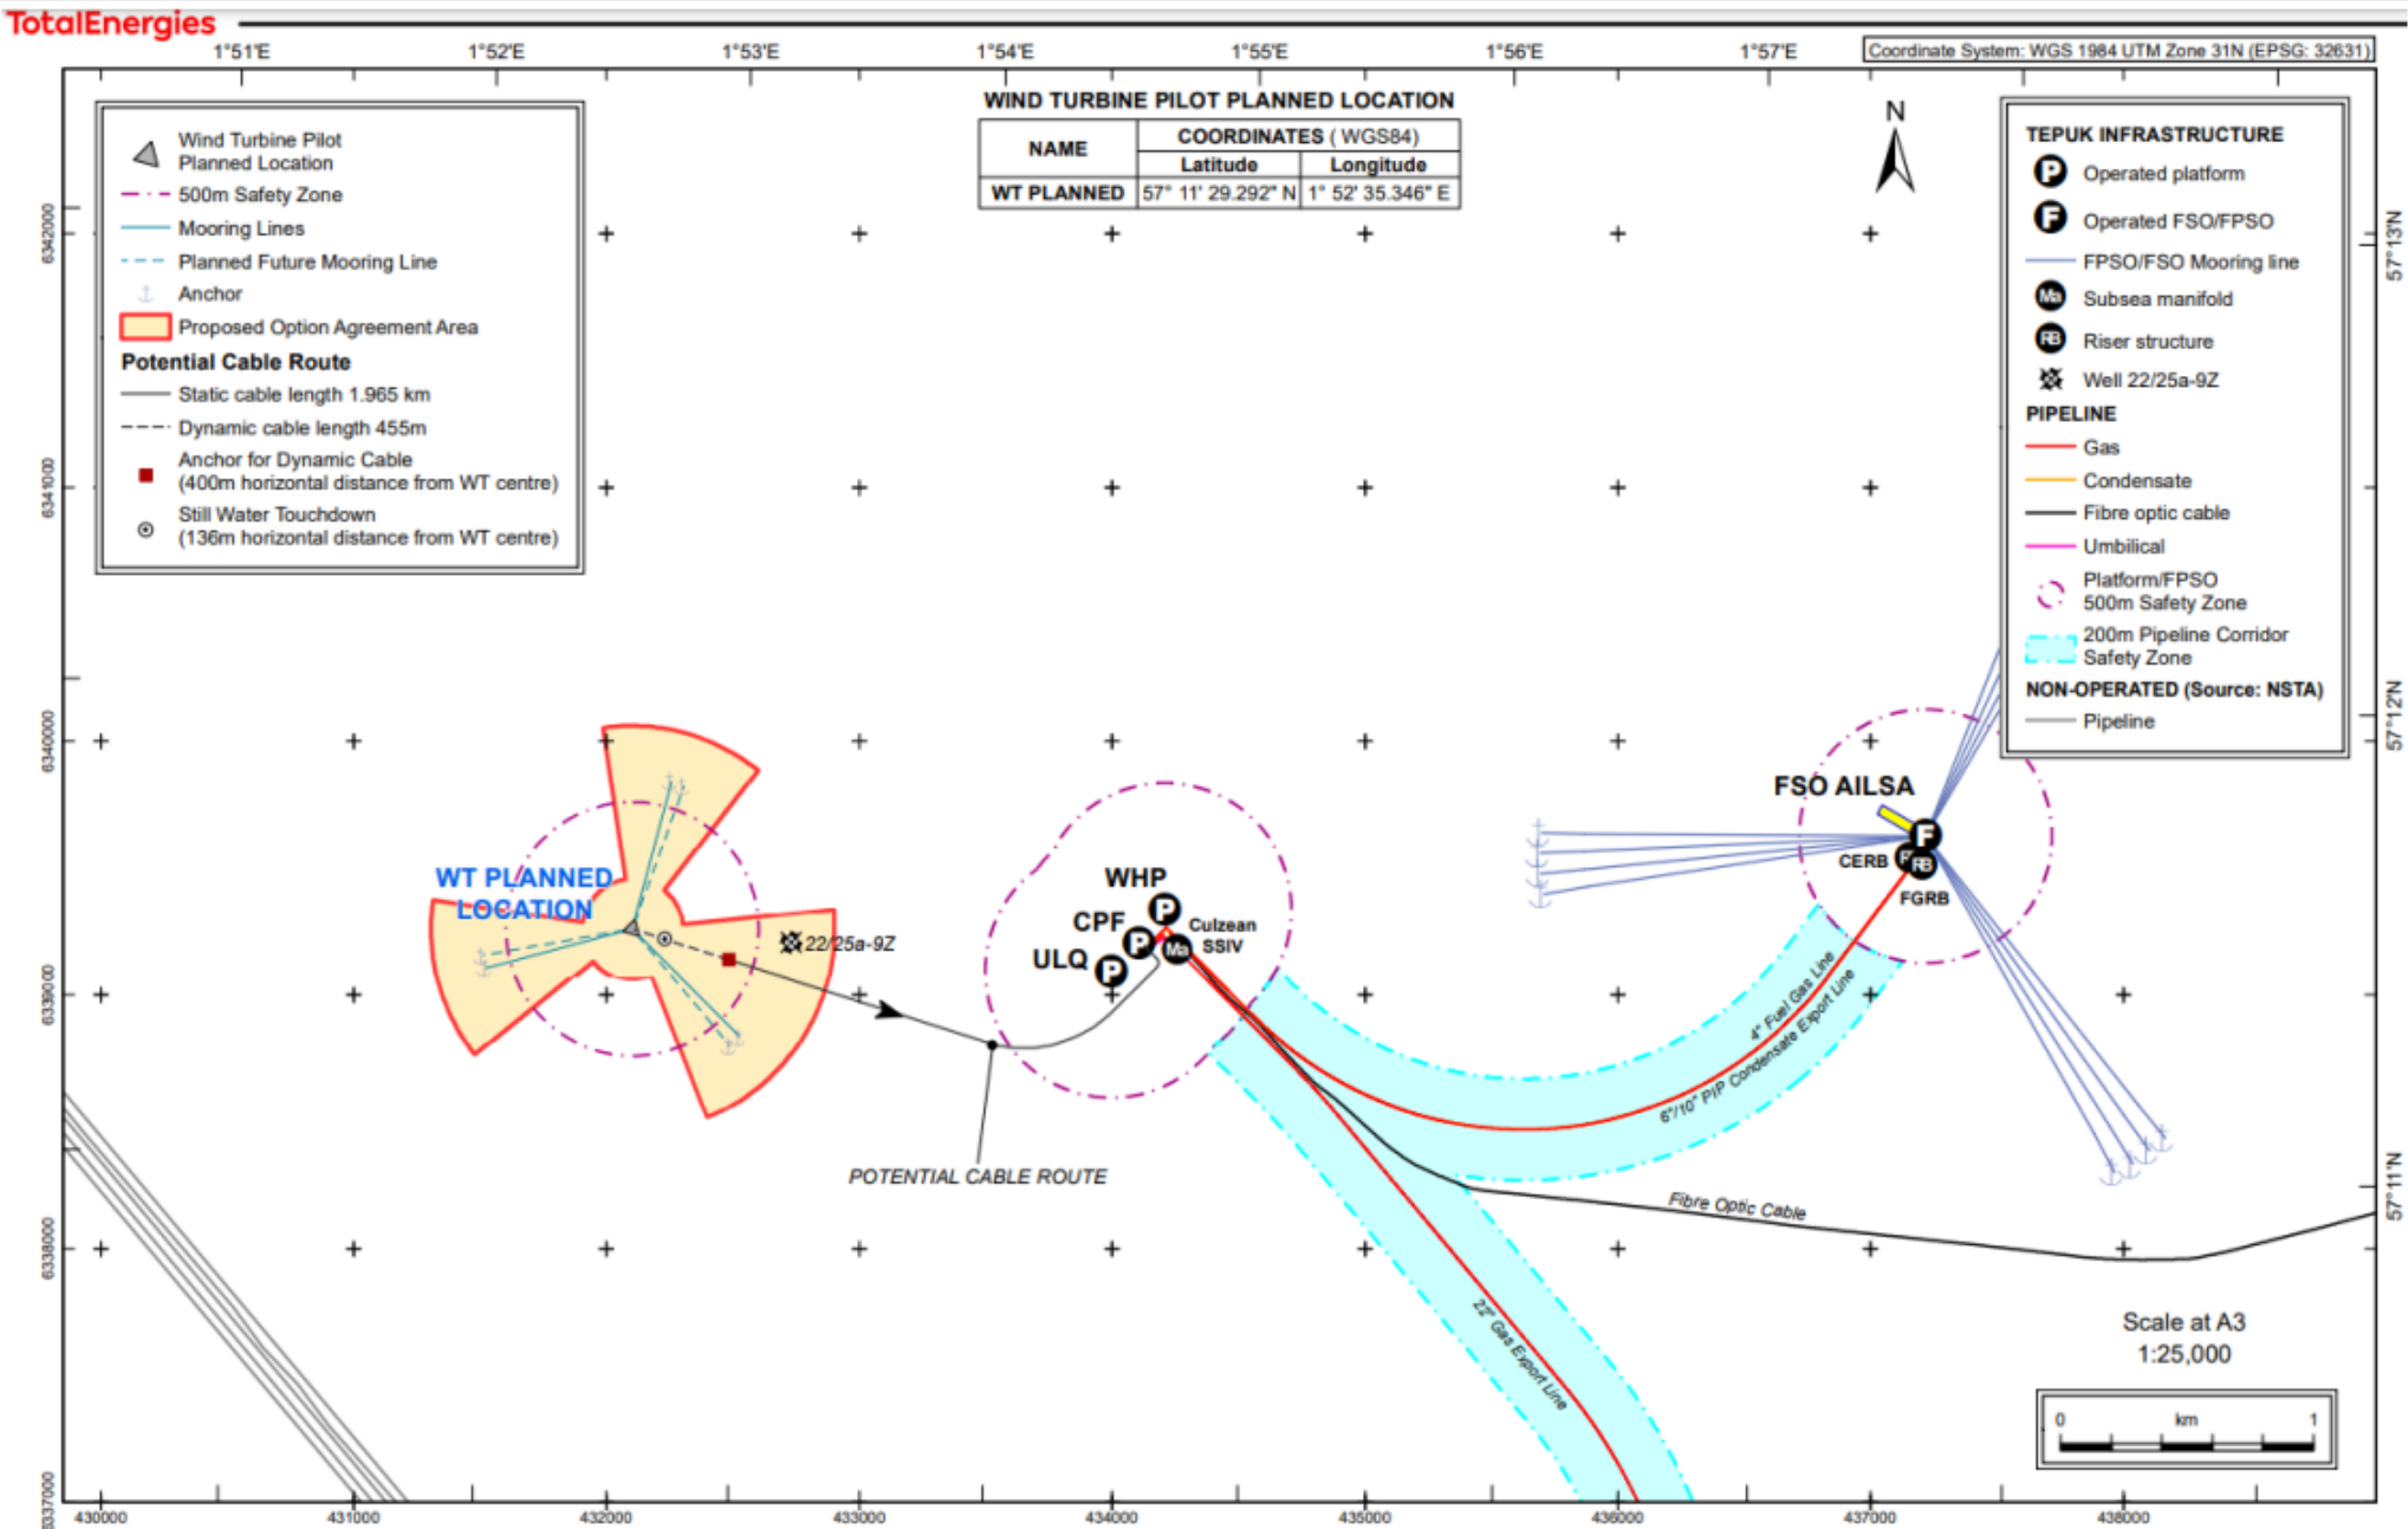 TotalEnergies
1°51'E 1°52'E 1°53'E 1°54'E 1°55'E 1°56'E 1°57'E
Coordinate System: WGS 1984 UTM Zone 31N (EPSG: 32631)
Wind Turbine Pilot
Planned Location
500m Safety Zone
Mooring Lines
Planned Future Mooring Line
Anchor
Proposed Option Agreement Area
Potential Cable Route
Static cable length 1.965 km
Dynamic cable length 455m
Anchor for Dynamic Cable
(400m horizontal distance from WT centre)
Still Water Touchdown
(136m horizontal distance from WT centre)
WIND TURBINE PILOT PLANNED LOCATION
NAME
COORDINATES ( WGS84)
Latitude Longitude
WT PLANNED 57° 11' 29.292" N 1° 52' 35.346" E
N
TEPUK INFRASTRUCTURE
P Operated platform
F Operated FSO/FPSO
FPSO/FSO Mooring line
Ma Subsea manifold
RB Riser structure
Well 22/25a-9Z
PIPELINE
Gas
Condensate
Fibre optic cable
Umbilical
Platform/FPSO
500m Safety Zone
200m Pipeline Corridor
Safety Zone
NON-OPERATED (Source: NSTA)
Pipeline
6342000
6341000
6340000
6339000
6338000
6337000
57°13'N
57°12'N
57°11'N
WT PLANNED
LOCATION
22/25a-9Z
WHP
P
CPF
P
ULQ
P
Ma
Culzean
SSIV
FSO AILSA
F
CERB
RB
FGRB
4" Fuel Gas Line
6"/10" PIP Condensate Export Line
POTENTIAL CABLE ROUTE
Fibre Optic Cable
22" Gas Export Line
Scale at A3
1:25,000
0 km 1
430000 431000 432000 433000 434000 435000 436000 437000 438000